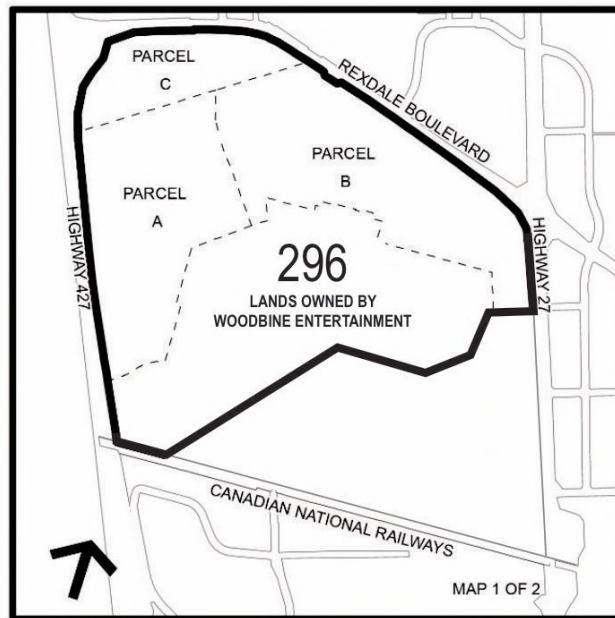 PARCEL
C
REXDALE BOULEVARD
PARCEL
B
PARCEL
A
HIGHWAY 427
HIGHWAY 27
296
LANDS OWNED BY
WOODBINE ENTERTAINMENT
CANADIAN NATIONAL RAILWAYS
MAP 1 OF 2